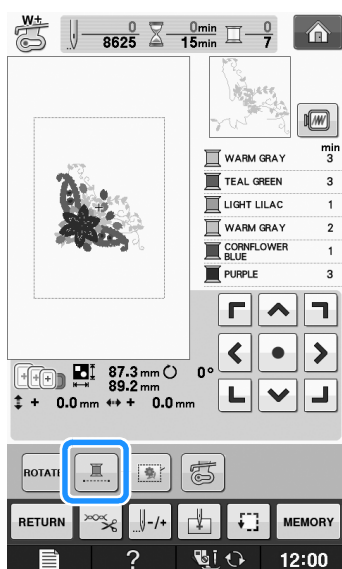 W+
0 0min 0
8625 15min 7
min
WARM GRAY 3
TEAL GREEN 3
LIGHT LILAC 1
WARM GRAY 2
CORNFLOWER
BLUE 1
PURPLE 3
87.3 mm 0°
89.2 mm
+ 0.0 mm + 0.0 mm
ROTATE
RETURN -/+ MEMORY
? 12:00